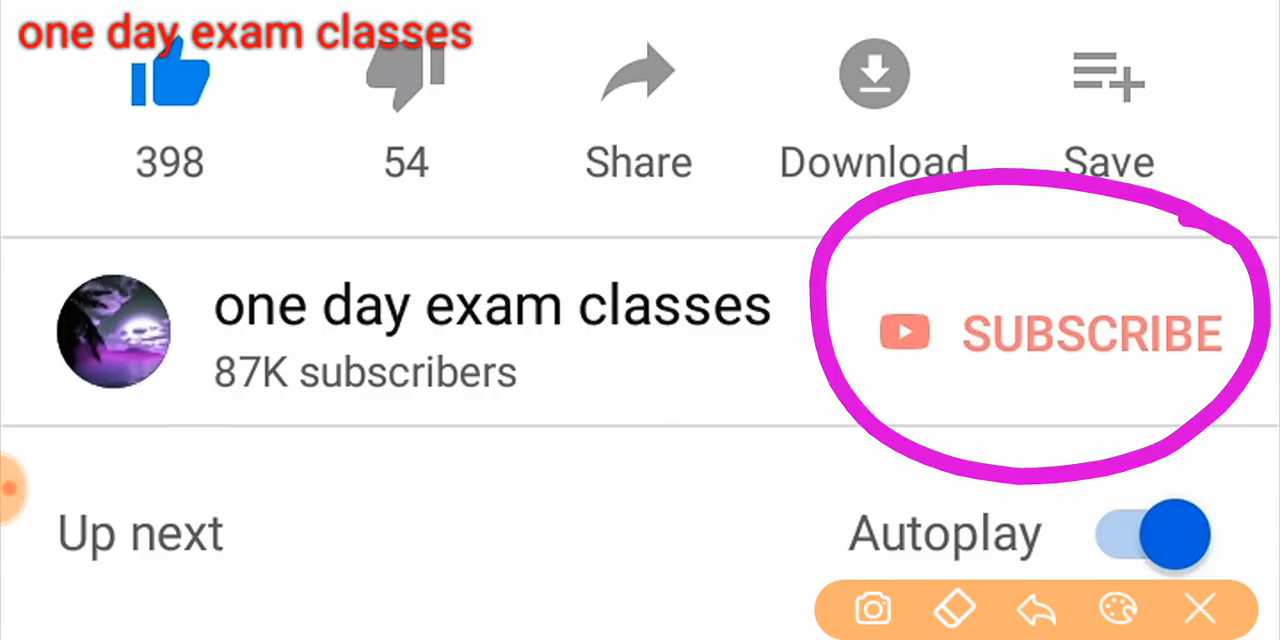 one day exam classes
398 54 Share Download Save
one day exam classes SUBSCRIBE
87K subscribers
Up next Autoplay